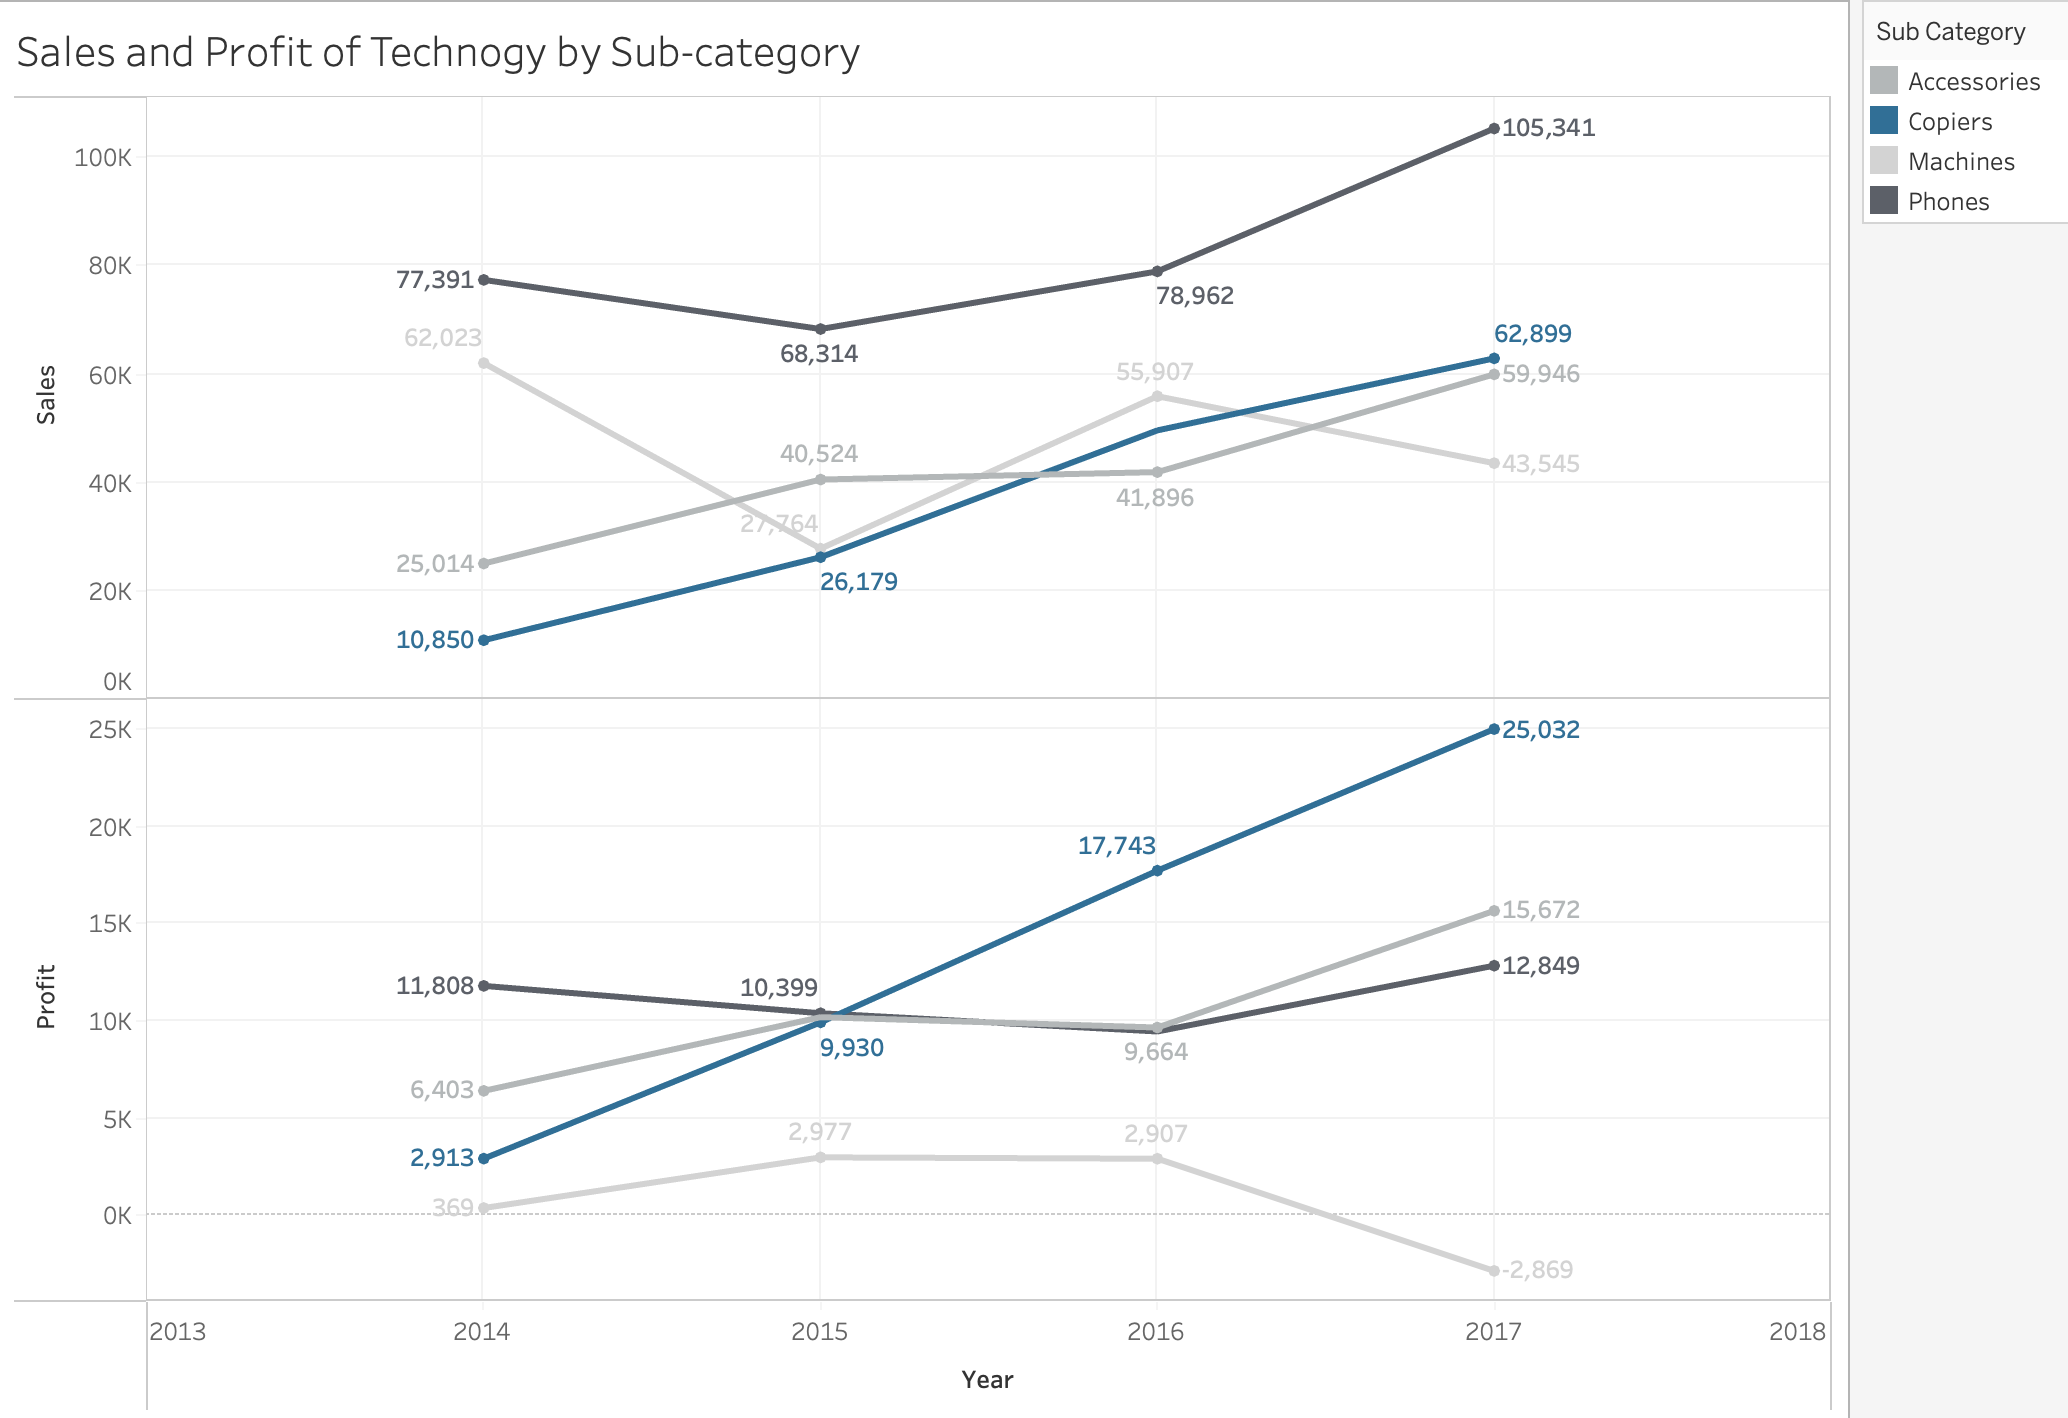 Sales and Profit of Technogy by Sub-category
Sub Category
Accessories
Copiers
Machines
Phones
Sales
100K
80K
60K
40K
20K
0K
105,341
77,391
78,962
68,314
62,023
62,899
59,946
55,907
43,545
40,524
41,896
27,764
25,014
26,179
10,850
Profit
25K
20K
15K
10K
5K
0K
25,032
17,743
15,672
12,849
11,808
10,399
9,930
9,664
6,403
2,913
2,977
2,907
369
-2,869
2013 2014 2015 2016 2017 2018
Year